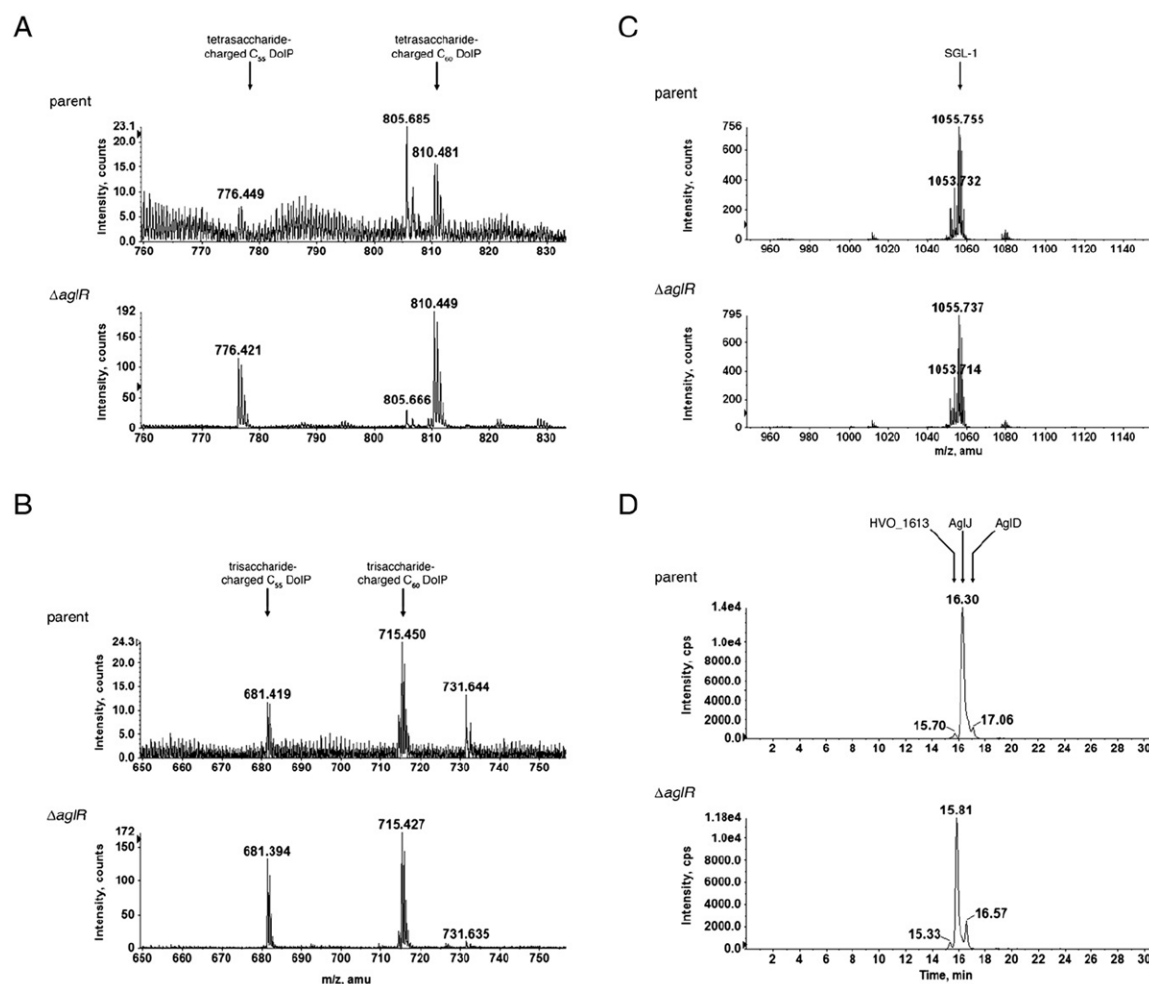 A
tetrasaccharide-
charged C55 DolP
tetrasaccharide-
charged C60 DolP
parent
Intensity, counts
23.1
20.0
15.0
10.0
5.0
0.0
776.449
805.685
810.481
760 770 780 790 800 810 820 830
ΔaglR
Intensity, counts
192
150
100
50
0
776.421
805.666
810.449
760 770 780 790 800 810 820 830
B
trisaccharide-
charged C55 DolP
trisaccharide-
charged C60 DolP
parent
Intensity, counts
24.3
20.0
15.0
10.0
5.0
0.0
681.419
715.450
731.644
650 660 670 680 690 700 710 720 730 740 750
ΔaglR
Intensity, counts
172
150
100
50
0
681.394
715.427
731.635
650 660 670 680 690 700 710 720 730 740 750
m/z, amu
C
SGL-1
parent
Intensity, counts
756
600
400
200
0
1055.755
1053.732
960 980 1000 1020 1040 1060 1080 1100 1120 1140
ΔaglR
Intensity, counts
795
600
400
200
0
1055.737
1053.714
960 980 1000 1020 1040 1060 1080 1100 1120 1140
m/z, amu
D
HVO_1613 AglJ AglD
parent
Intensity, cps
1.4e4
1.0e4
8000.0
6000.0
4000.0
2000.0
0.0
16.30
15.70
17.06
2 4 6 8 10 12 14 16 18 20 22 24 26 28 30
ΔaglR
Intensity, cps
1.18e4
1.0e4
8000.0
6000.0
4000.0
2000.0
0.0
15.81
15.33
16.57
2 4 6 8 10 12 14 16 18 20 22 24 26 28 30
Time, min